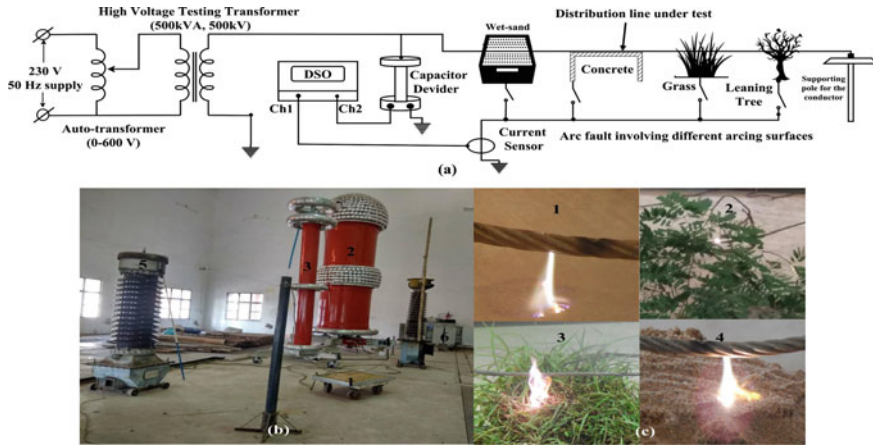 (a)
High Voltage Testing Transformer
(500kVA, 500kV)
230 V
50 Hz supply
Auto-transformer
(0-600 V)
DSO
Ch1
Ch2
Capacitor
Devider
Wet-sand
Distribution line under test
Concrete
Grass
Leaning
Tree
Supporting
pole for the
conductor
Current
Sensor
Arc fault involving different arcing surfaces
(a)
5
3
2
6
(b)
1
2
3
4
(c)